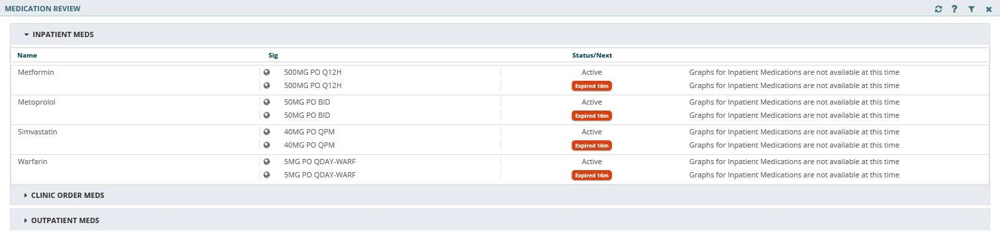 MEDICATION REVIEW
INPATIENT MEDS
Name Sig Status/Next
Metformin 500MG PO Q12H Active Graphs for Inpatient Medications are not available at this time
500MG PO Q12H Expired 16m Graphs for Inpatient Medications are not available at this time
Metoprolol 50MG PO BID Active Graphs for Inpatient Medications are not available at this time
50MG PO BID Expired 16m Graphs for Inpatient Medications are not available at this time
Simvastatin 40MG PO QPM Active Graphs for Inpatient Medications are not available at this time
40MG PO QPM Expired 16m Graphs for Inpatient Medications are not available at this time
Warfarin 5MG PO QDAY-WARF Active Graphs for Inpatient Medications are not available at this time
5MG PO QDAY-WARF Expired 16m Graphs for Inpatient Medications are not available at this time
CLINIC ORDER MEDS
OUTPATIENT MEDS